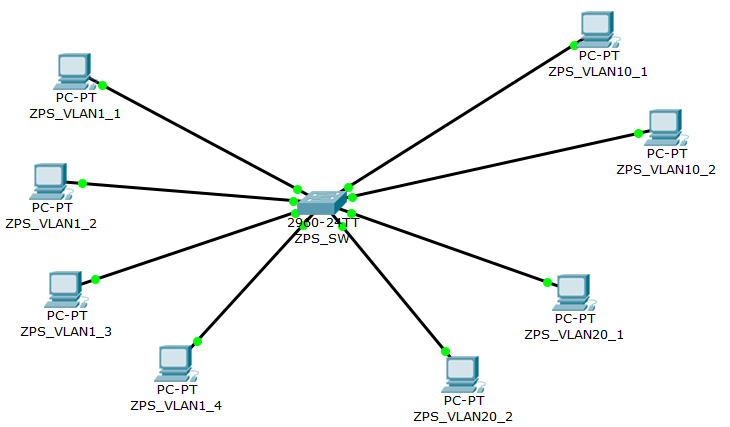 PC-PT
ZPS_VLAN10_1
PC-PT
ZPS_VLAN1_1
PC-PT
ZPS_VLAN10_2
PC-PT
ZPS_VLAN1_2
2960-24TT
ZPS_SW
PC-PT
ZPS_VLAN1_3
PC-PT
ZPS_VLAN20_1
PC-PT
ZPS_VLAN1_4
PC-PT
ZPS_VLAN20_2